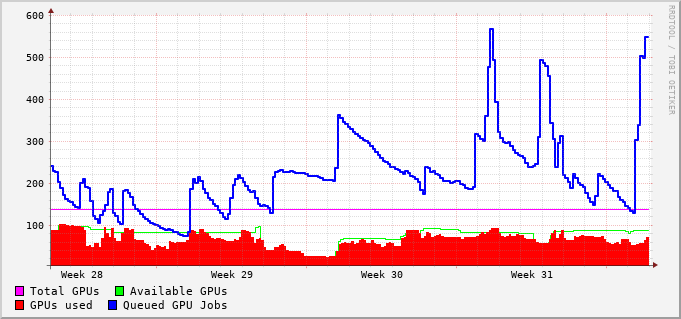 600
500
400
300
200
100
Week 28 Week 29 Week 30 Week 31
Total GPUs Available GPUs
GPUs used Queued GPU Jobs
RRDTOOL / TOBI OETIKER